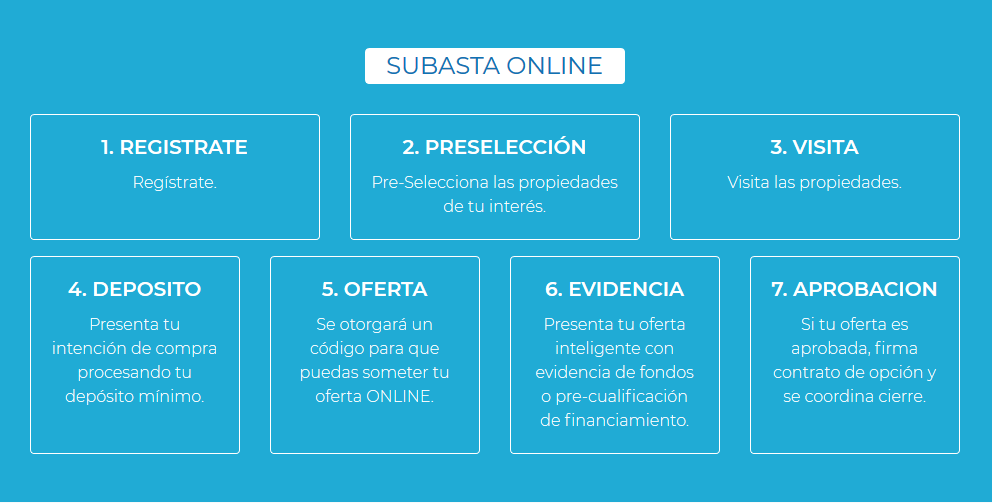 SUBASTA ONLINE
1. REGISTRATE
Regístrate.
2. PRESELECCIÓN
Pre-Selecciona las propiedades
de tu interés.
3. VISITA
Visita las propiedades.
4. DEPOSITO
Presenta tu
intención de compra
procesando tu
depósito mínimo.
5. OFERTA
Se otorgará un
código para que
puedas someter tu
oferta ONLINE.
6. EVIDENCIA
Presenta tu oferta
inteligente con
evidencia de fondos
o pre-cualificación
de financiamiento.
7. APROBACION
Si tu oferta es
aprobada, firma
contrato de opción y
se coordina cierre.